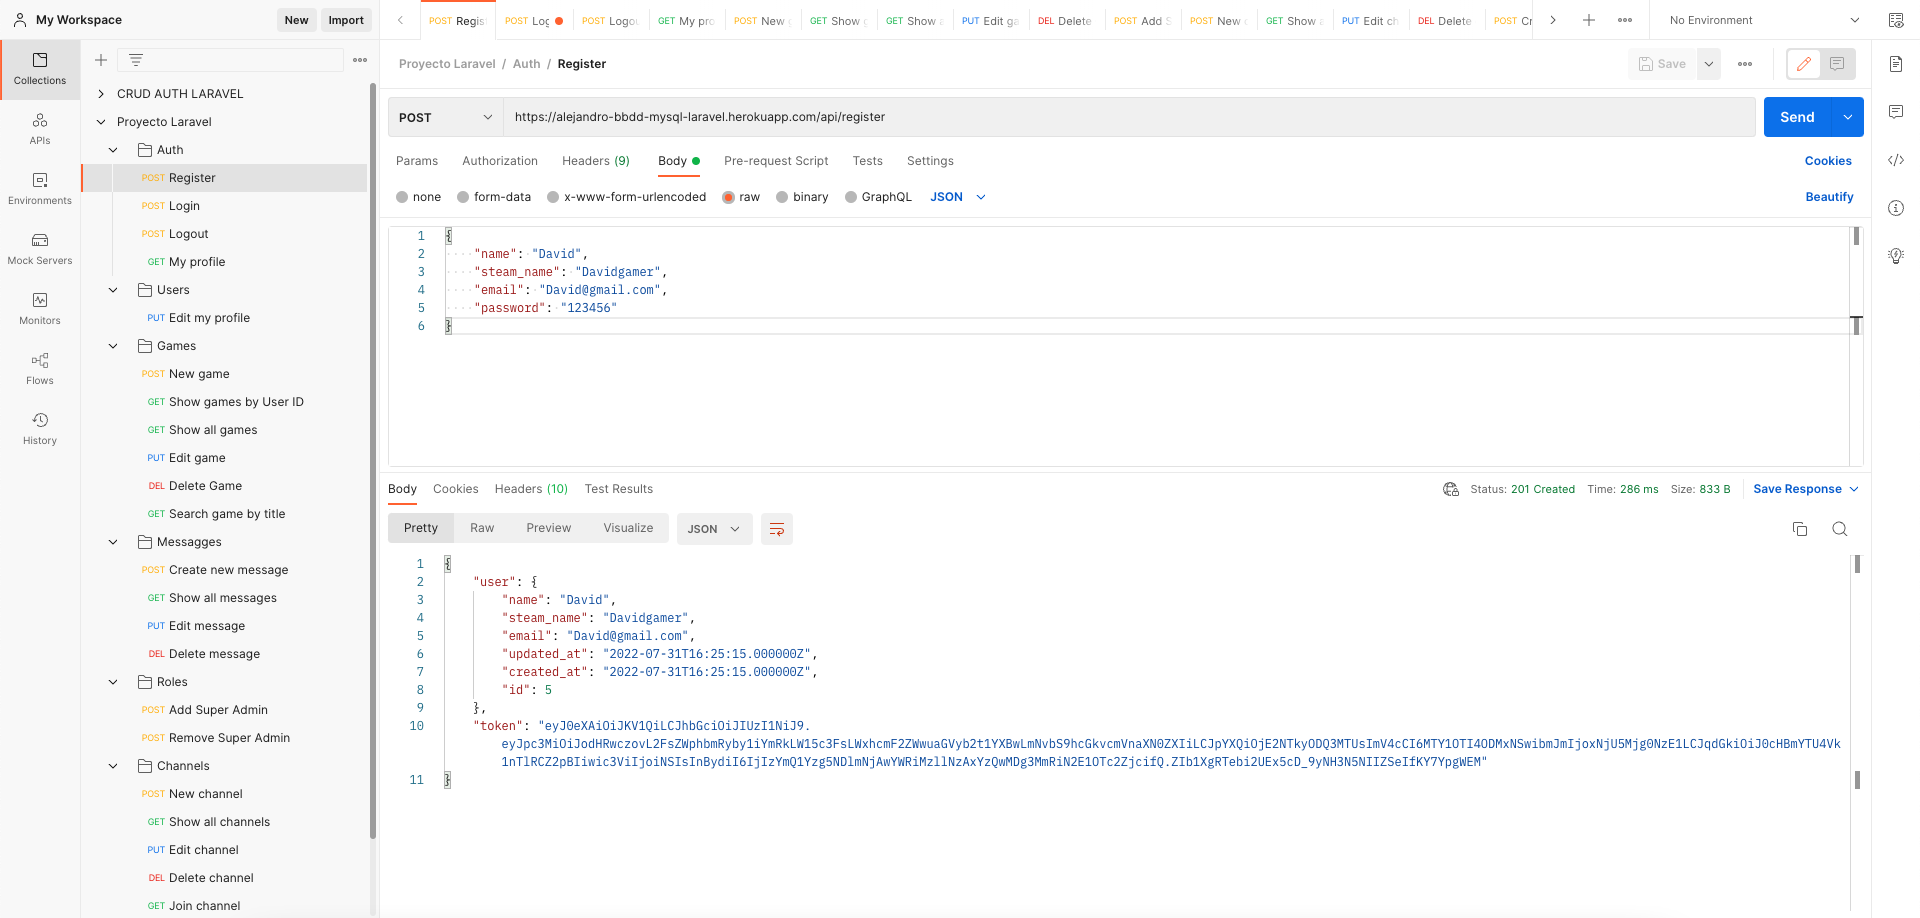 My Workspace
New
Import
POST Regis
POST Log
POST Logou
GET My pro
POST New g
GET Show g
GET Show a
PUT Edit ga
DEL Delete
POST Add S
POST New c
GET Show a
PUT Edit ch
DEL Delete
POST Cr
No Environment
Collections
APIs
Environments
Mock Servers
Monitors
Flows
History
CRUD AUTH LARAVEL
Proyecto Laravel
Auth
POST Register
POST Login
POST Logout
GET My profile
Users
PUT Edit my profile
Games
POST New game
GET Show games by User ID
GET Show all games
PUT Edit game
DEL Delete Game
GET Search game by title
Messagges
POST Create new message
GET Show all messages
PUT Edit message
DEL Delete message
Roles
POST Add Super Admin
POST Remove Super Admin
Channels
POST New channel
GET Show all channels
PUT Edit channel
DEL Delete channel
GET Join channel
Proyecto Laravel / Auth / Register
Save
POST
https://alejandro-bbdd-mysql-laravel.herokuapp.com/api/register
Send
Params Authorization Headers (9) Body Pre-request Script Tests Settings
Cookies
none form-data x-www-form-urlencoded raw binary GraphQL JSON
Beautify
1 {
2 "name": "David",
3 "steam_name": "Davidgamer",
4 "email": "David@gmail.com",
5 "password": "123456"
6 }
Body Cookies Headers (10) Test Results
Status: 201 Created Time: 286 ms Size: 833 B
Save Response
Pretty Raw Preview Visualize JSON
1 {
2 "user": {
3 "name": "David",
4 "steam_name": "Davidgamer",
5 "email": "David@gmail.com",
6 "updated_at": "2022-07-31T16:25:15.000000Z",
7 "created_at": "2022-07-31T16:25:15.000000Z",
8 "id": 5
9 },
10 "token": "eyJ0eXAiOiJKV1QiLCJhbGciOiJIUzI1NiJ9.
11 }